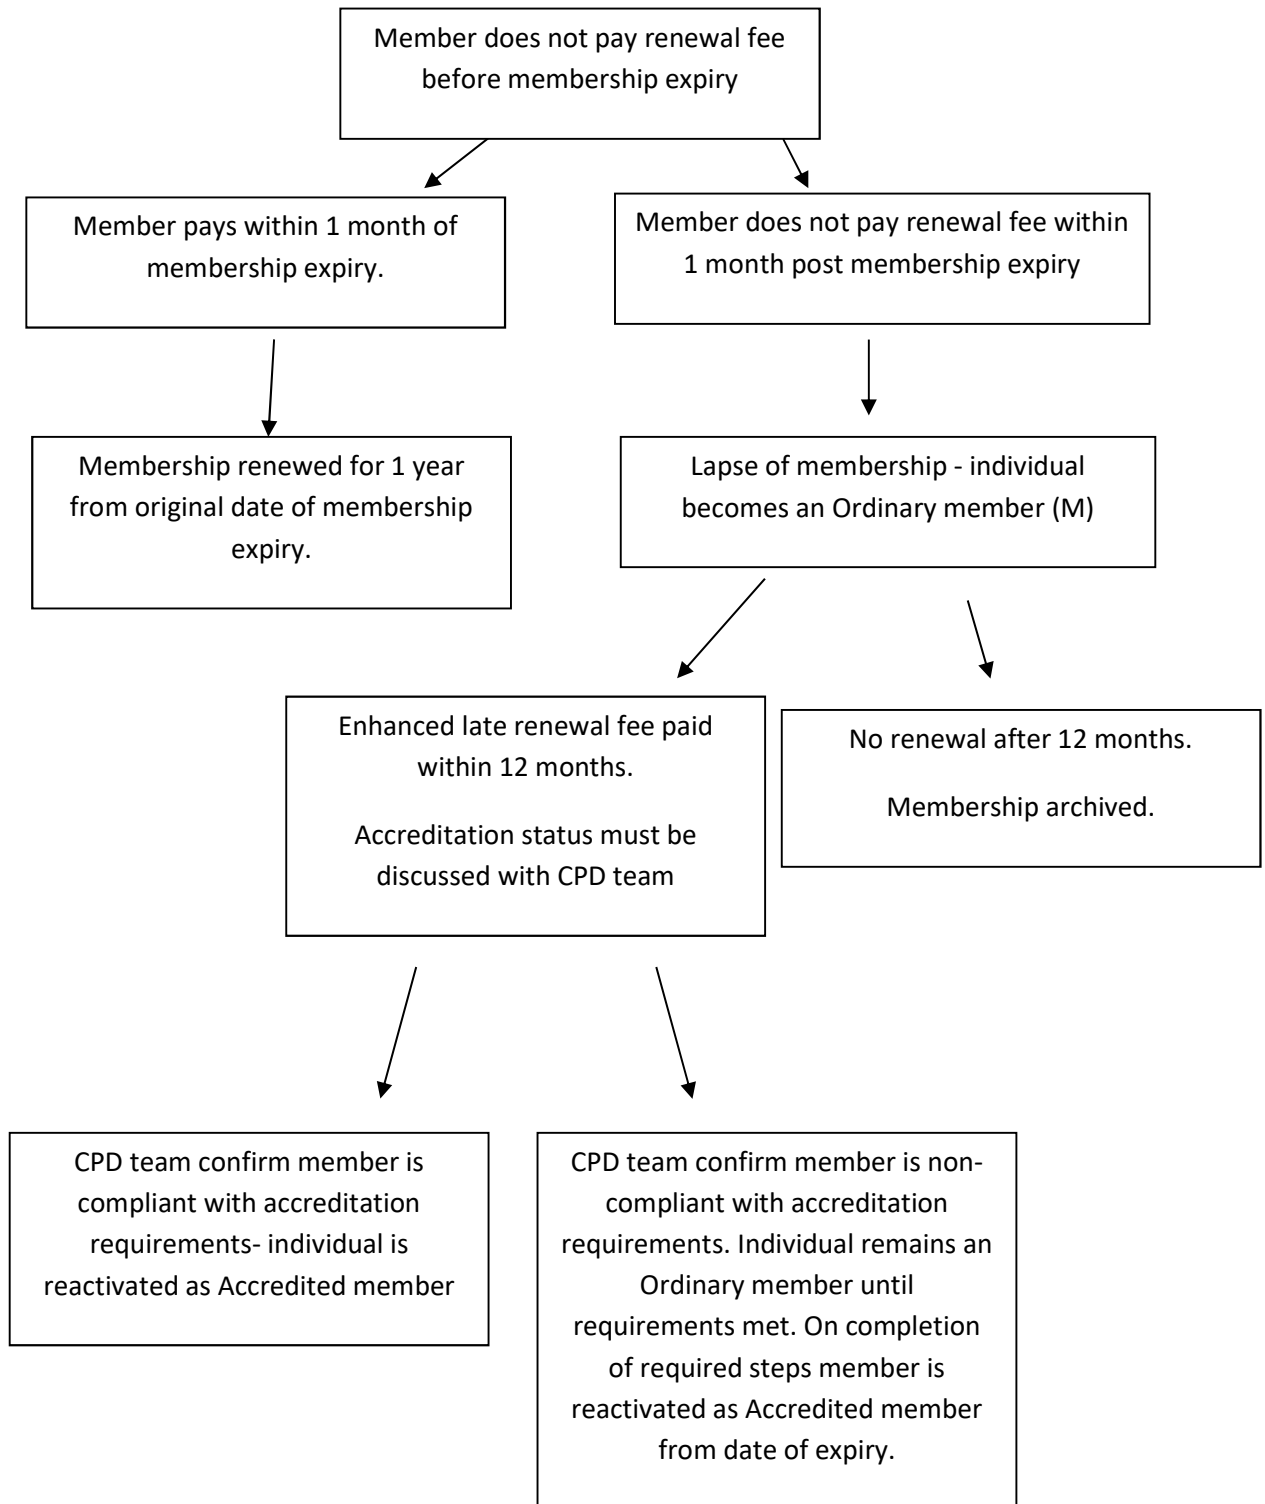 Member does not pay renewal fee
before membership expiry
Member pays within 1 month of
membership expiry.
Member does not pay renewal fee within
1 month post membership expiry
Membership renewed for 1 year
from original date of membership
expiry.
Lapse of membership - individual
becomes an Ordinary member (M)
Enhanced late renewal fee paid
within 12 months.
Accreditation status must be
discussed with CPD team
No renewal after 12 months.
Membership archived.
CPD team confirm member is
compliant with accreditation
requirements- individual is
reactivated as Accredited member
CPD team confirm member is non-
compliant with accreditation
requirements. Individual remains an
Ordinary member until
requirements met. On completion
of required steps member is
reactivated as Accredited member
from date of expiry.